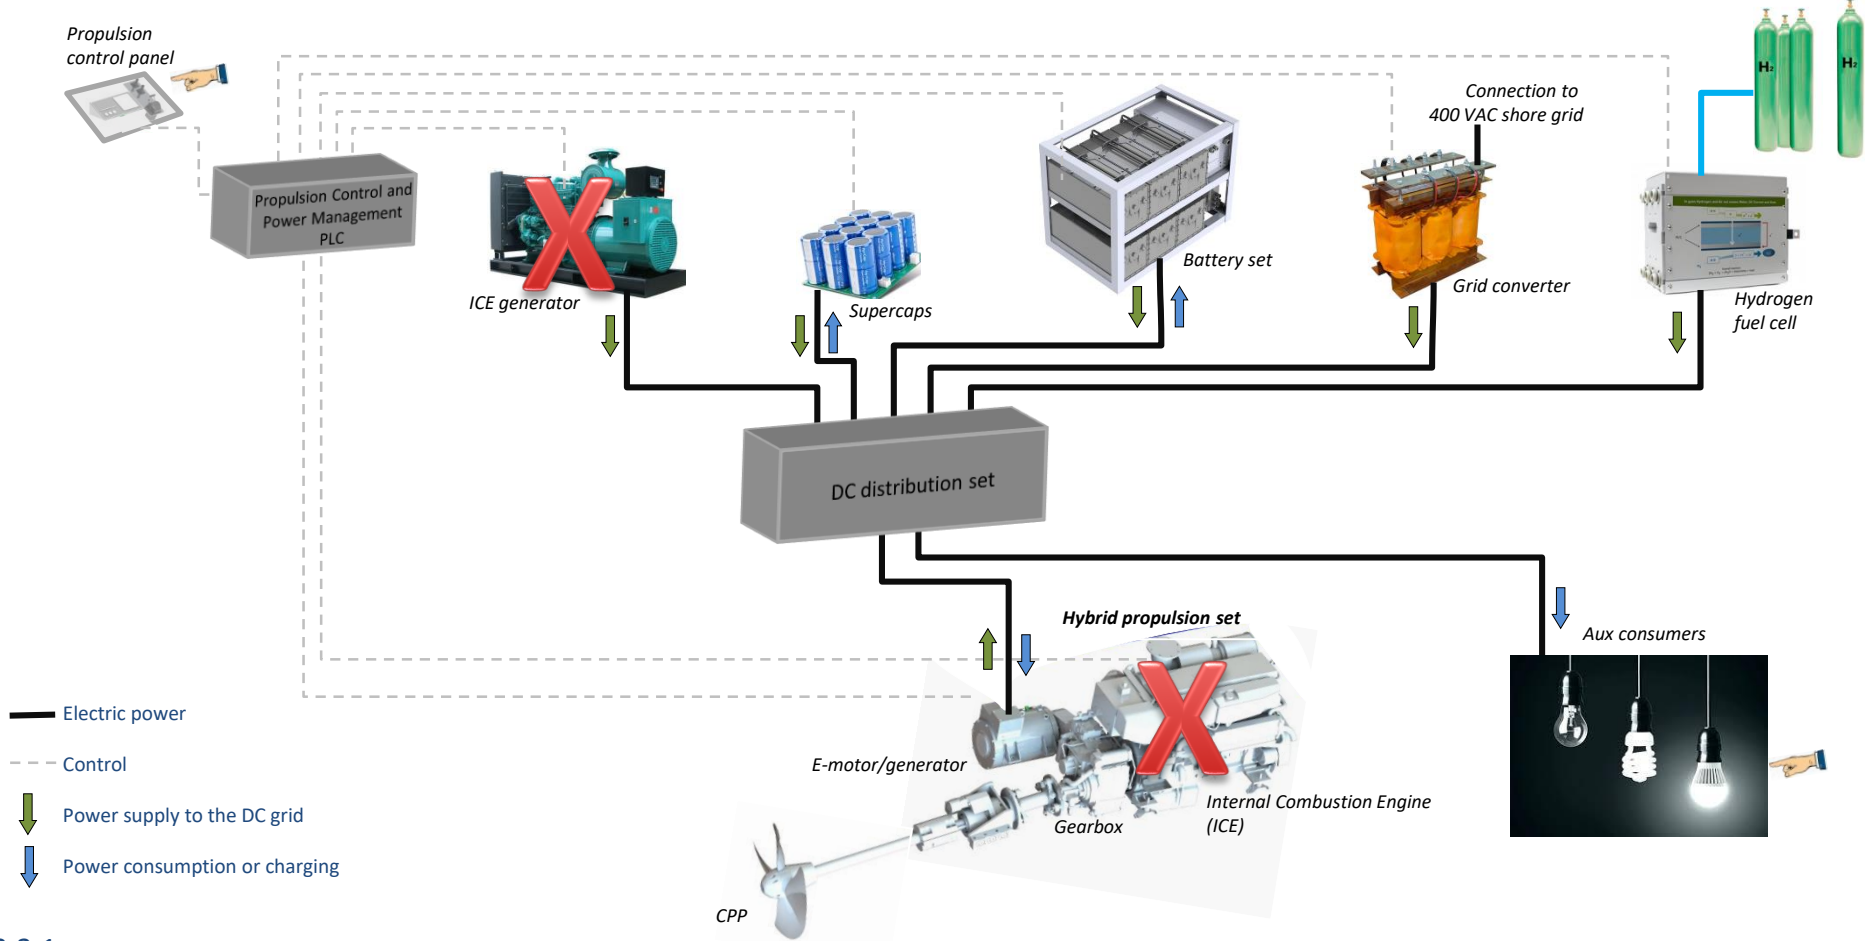 Propulsion
control panel
Propulsion Control and
Power Management
PLC
ICE generator
Supercaps
Battery set
Connection to
400 VAC shore grid
Grid converter
H₂
H₂
Hydrogen
fuel cell
DC distribution set
Hybrid propulsion set
Aux consumers
E-motor/generator
Gearbox
Internal Combustion Engine
(ICE)
CPP
Electric power
Control
Power supply to the DC grid
Power consumption or charging